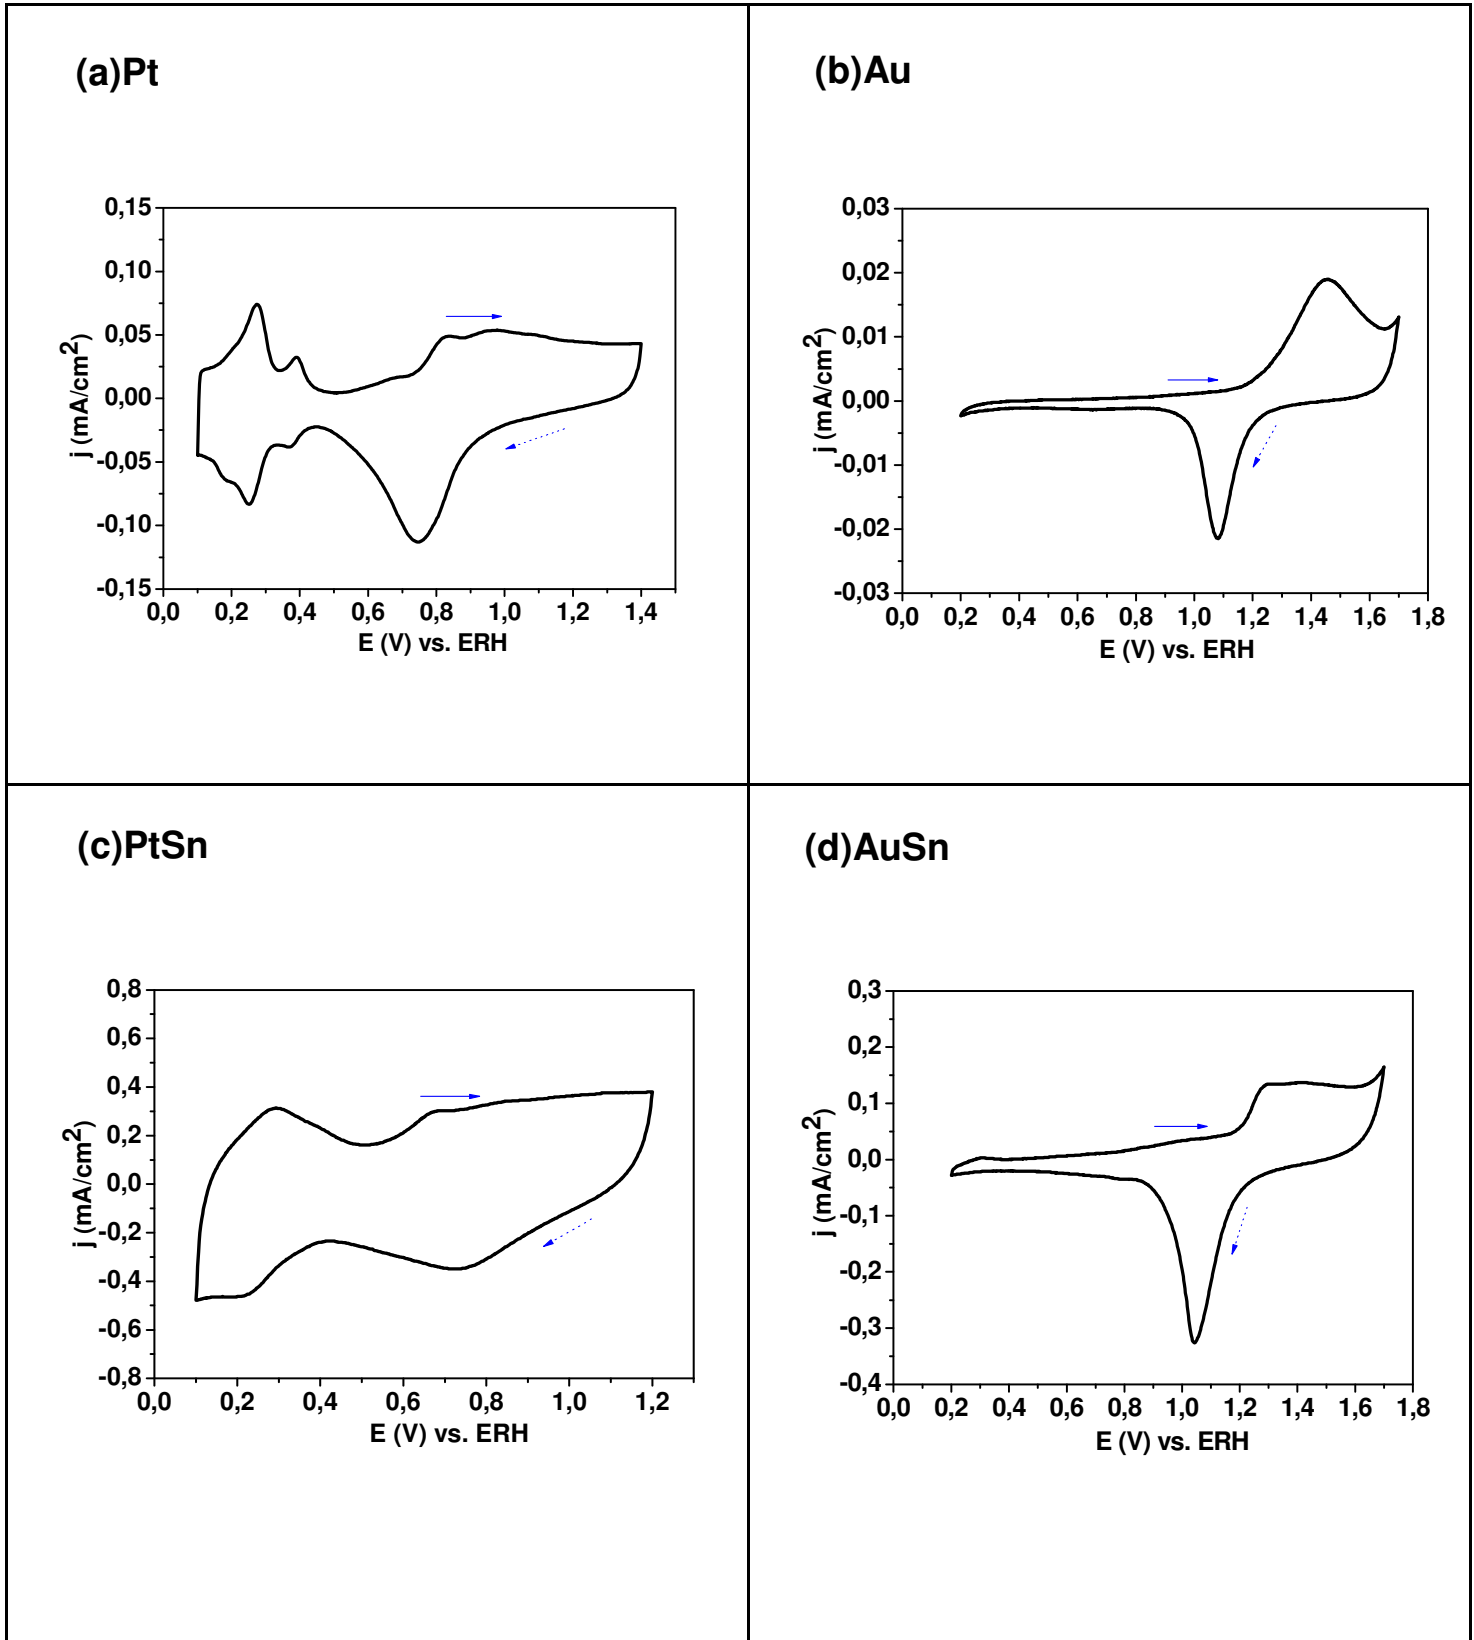 (a)Pt
0,15
0,10
0,05
0,00
-0,05
-0,10
-0,15
j (mA/cm2)
0,0 0,2 0,4 0,6 0,8 1,0 1,2 1,4
E (V) vs. ERH
(b)Au
0,03
0,02
0,01
0,00
-0,01
-0,02
-0,03
j (mA/cm2)
0,0 0,2 0,4 0,6 0,8 1,0 1,2 1,4 1,6 1,8
E (V) vs. ERH
(c)PtSn
0,8
0,6
0,4
0,2
0,0
-0,2
-0,4
-0,6
-0,8
j (mA/cm2)
0,0 0,2 0,4 0,6 0,8 1,0 1,2
E (V) vs. ERH
(d)AuSn
0,3
0,2
0,1
0,0
-0,1
-0,2
-0,3
-0,4
j (mA/cm2)
0,0 0,2 0,4 0,6 0,8 1,0 1,2 1,4 1,6 1,8
E (V) vs. ERH